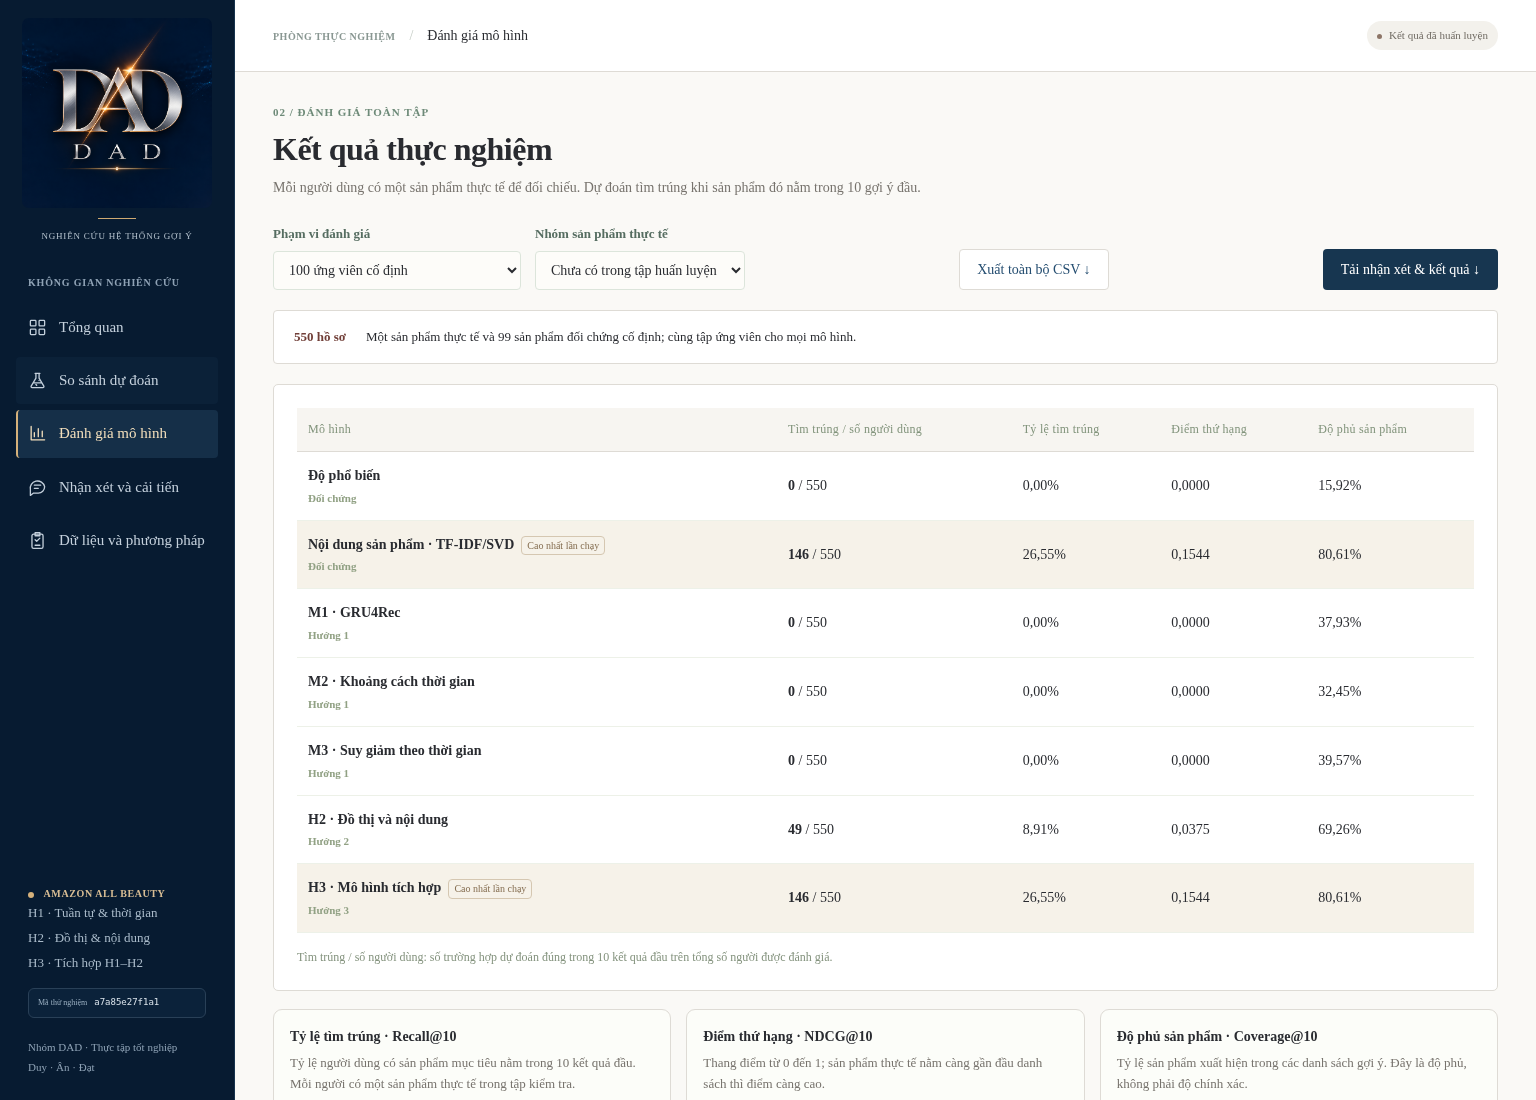 DAD
DAD
NGHIÊN CỨU HỆ THỐNG GỢI Ý
KHÔNG GIAN NGHIÊN CỨU
Tổng quan
So sánh dự đoán
Đánh giá mô hình
Nhận xét và cải tiến
Dữ liệu và phương pháp
AMAZON ALL BEAUTY
H1 · Tuần tự & thời gian
H2 · Đồ thị & nội dung
H3 · Tích hợp H1–H2
Mã thử nghiệm a7a85e27f1a1
Nhóm DAD · Thực tập tốt nghiệp
Duy · Ân · Đạt
PHÒNG THỰC NGHIỆM / Đánh giá mô hình
Kết quả đã huấn luyện
02 / ĐÁNH GIÁ TOÀN TẬP
Kết quả thực nghiệm
Mỗi người dùng có một sản phẩm thực tế để đối chiếu. Dự đoán tìm trúng khi sản phẩm đó nằm trong 10 gợi ý đầu.
Phạm vi đánh giá
Nhóm sản phẩm thực tế
100 ứng viên cố định
Chưa có trong tập huấn luyện
Xuất toàn bộ CSV ↓
Tải nhận xét & kết quả ↓
550 hồ sơ Một sản phẩm thực tế và 99 sản phẩm đối chứng cố định; cùng tập ứng viên cho mọi mô hình.
Mô hình Tìm trúng / số người dùng Tỷ lệ tìm trúng Điểm thứ hạng Độ phủ sản phẩm
Độ phổ biến
Đối chứng
0 / 550 0,00% 0,0000 15,92%
Nội dung sản phẩm · TF-IDF/SVD Cao nhất lần chạy
Đối chứng
146 / 550 26,55% 0,1544 80,61%
M1 · GRU4Rec
Hướng 1
0 / 550 0,00% 0,0000 37,93%
M2 · Khoảng cách thời gian
Hướng 1
0 / 550 0,00% 0,0000 32,45%
M3 · Suy giảm theo thời gian
Hướng 1
0 / 550 0,00% 0,0000 39,57%
H2 · Đồ thị và nội dung
Hướng 2
49 / 550 8,91% 0,0375 69,26%
H3 · Mô hình tích hợp Cao nhất lần chạy
Hướng 3
146 / 550 26,55% 0,1544 80,61%
Tìm trúng / số người dùng: số trường hợp dự đoán đúng trong 10 kết quả đầu trên tổng số người được đánh giá.
Tỷ lệ tìm trúng · Recall@10
Tỷ lệ người dùng có sản phẩm mục tiêu nằm trong 10 kết quả đầu.
Mỗi người có một sản phẩm thực tế trong tập kiểm tra.
Điểm thứ hạng · NDCG@10
Thang điểm từ 0 đến 1; sản phẩm thực tế nằm càng gần đầu danh
sách thì điểm càng cao.
Độ phủ sản phẩm · Coverage@10
Tỷ lệ sản phẩm xuất hiện trong các danh sách gợi ý. Đây là độ phủ,
không phải độ chính xác.